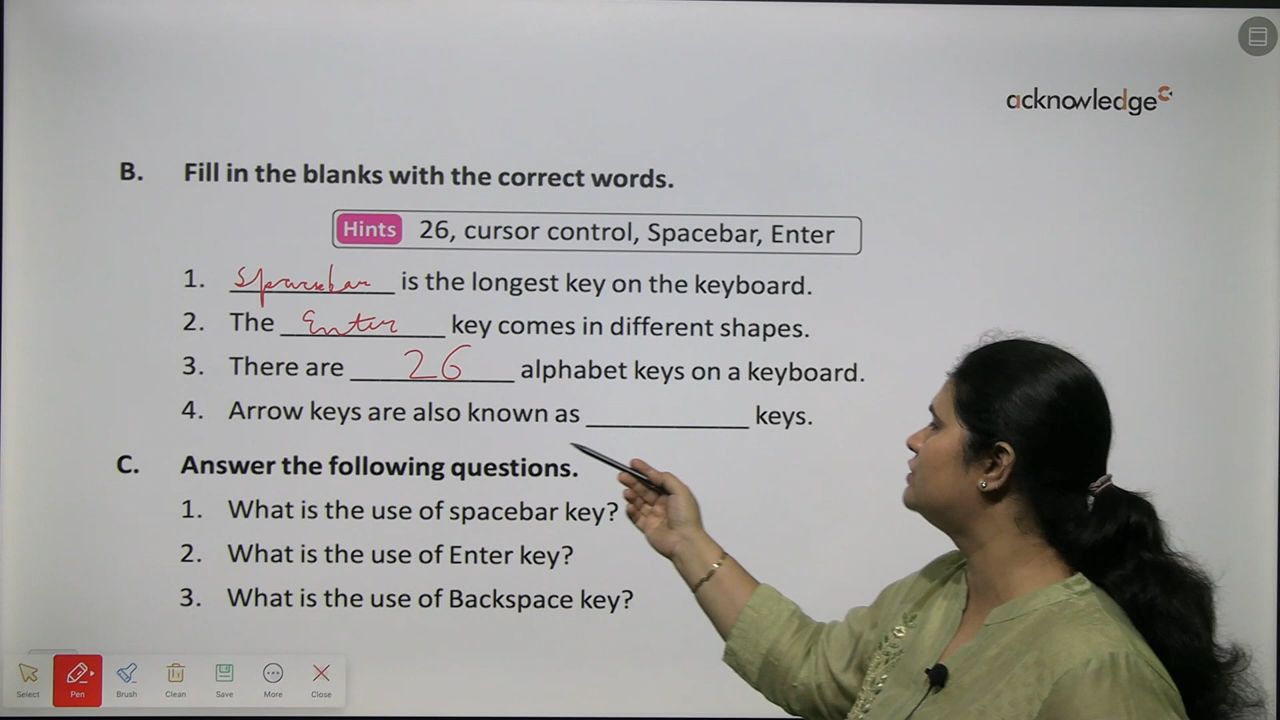 acknowledge
B. Fill in the blanks with the correct words.
Hints 26, cursor control, Spacebar, Enter
1. Spacebar is the longest key on the keyboard.
2. The Enter key comes in different shapes.
3. There are 26 alphabet keys on a keyboard.
4. Arrow keys are also known as ____________ keys.
C. Answer the following questions.
1. What is the use of spacebar key?
2. What is the use of Enter key?
3. What is the use of Backspace key?
Select Pen Brush Clean Save More Close